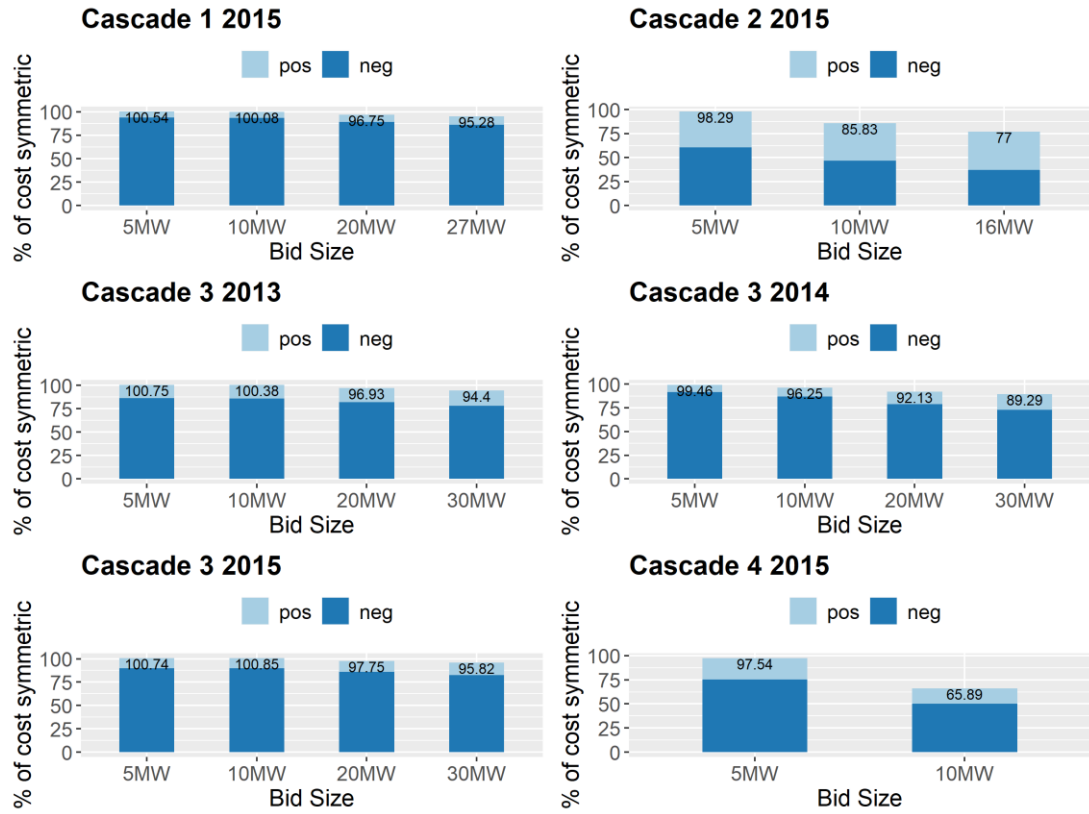 Cascade 1 2015
pos neg
% of cost symmetric
100
75
50
25
0
100.54 100.08 96.75 95.28
5MW 10MW 20MW 27MW
Bid Size
Cascade 2 2015
pos neg
% of cost symmetric
100
75
50
25
0
98.29 85.83 77
5MW 10MW 16MW
Bid Size
Cascade 3 2013
pos neg
% of cost symmetric
100
75
50
25
0
100.75 100.38 96.93 94.4
5MW 10MW 20MW 30MW
Bid Size
Cascade 3 2014
pos neg
% of cost symmetric
100
75
50
25
0
99.46 96.25 92.13 89.29
5MW 10MW 20MW 30MW
Bid Size
Cascade 3 2015
pos neg
% of cost symmetric
100
75
50
25
0
100.74 100.85 97.75 95.82
5MW 10MW 20MW 30MW
Bid Size
Cascade 4 2015
pos neg
% of cost symmetric
100
75
50
25
0
97.54 65.89
5MW 10MW
Bid Size